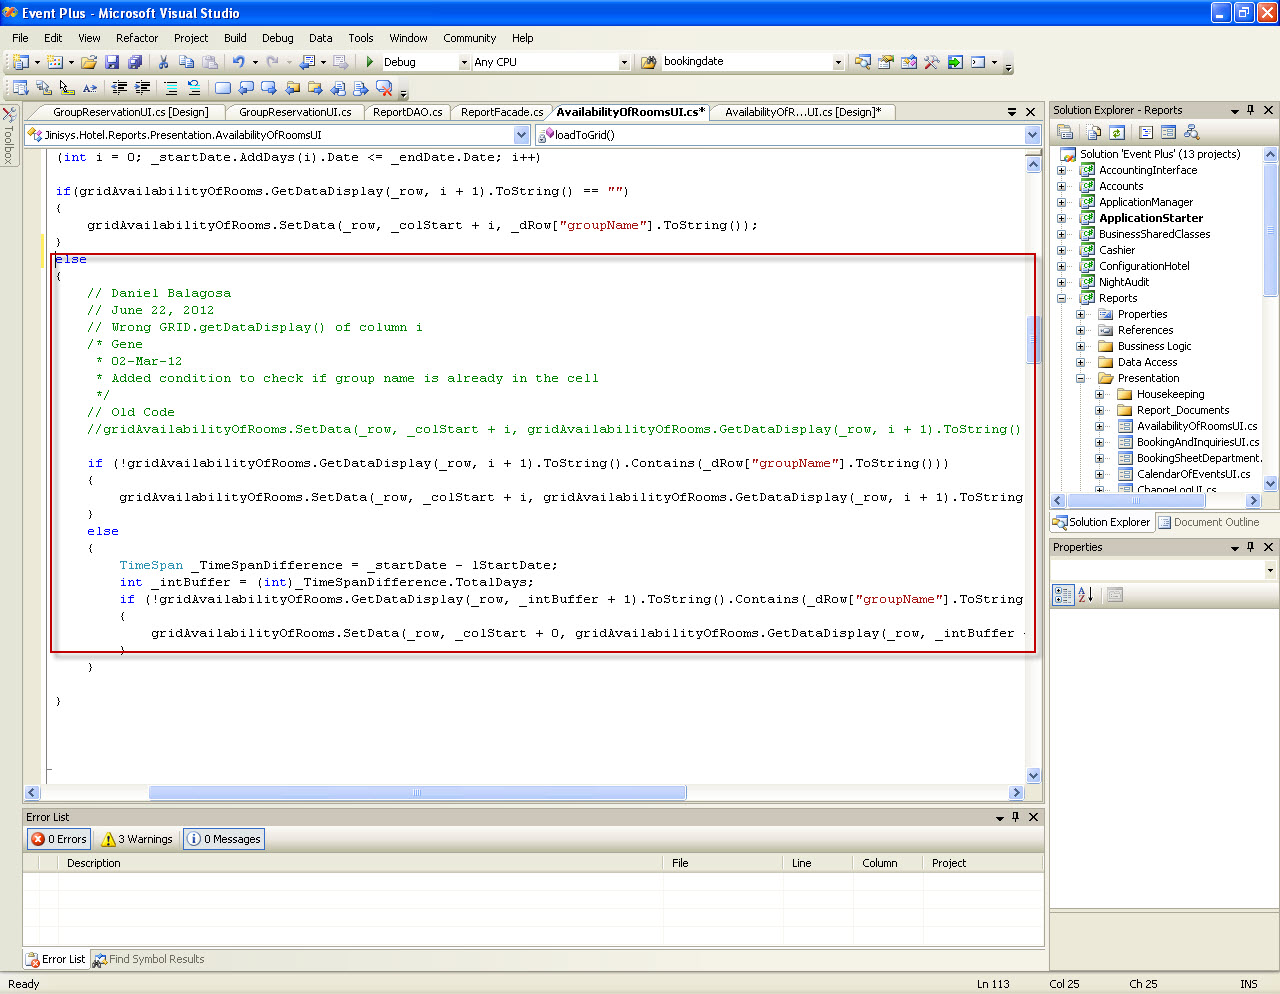 Event Plus - Microsoft Visual Studio
File Edit View Refactor Project Build Debug Data Tools Window Community Help
Debug Any CPU bookingdate
GroupReservationUI.cs [Design] GroupReservationUI.cs ReportDAO.cs ReportFacade.cs AvailabilityOfRoomsUI.cs* AvailabilityOfR...UI.cs [Design]*
Toolbox
Jinisys.Hotel.Reports.Presentation.AvailabilityOfRoomsUI loadToGrid()
(int i = 0; _startDate.AddDays(i).Date <= _endDate.Date; i++)
if(gridAvailabilityOfRooms.GetDataDisplay(_row, i + 1).ToString() == "")
{
gridAvailabilityOfRooms.SetData(_row, _colStart + i, _dRow["groupName"].ToString());
}
else
{
// Daniel Balagosa
// June 22, 2012
// Wrong GRID.getDataDisplay() of column i
/* Gene
* 02-Mar-12
* Added condition to check if group name is already in the cell
*/
// Old Code
//gridAvailabilityOfRooms.SetData(_row, _colStart + i, gridAvailabilityOfRooms.GetDataDisplay(_row, i + 1).ToString()
if (!gridAvailabilityOfRooms.GetDataDisplay(_row, i + 1).ToString().Contains(_dRow["groupName"].ToString()))
{
gridAvailabilityOfRooms.SetData(_row, _colStart + i, gridAvailabilityOfRooms.GetDataDisplay(_row, i + 1).ToString
}
else
{
TimeSpan _TimeSpanDifference = _startDate - lStartDate;
int _intBuffer = (int)_TimeSpanDifference.TotalDays;
if (!gridAvailabilityOfRooms.GetDataDisplay(_row, _intBuffer + 1).ToString().Contains(_dRow["groupName"].ToString
{
gridAvailabilityOfRooms.SetData(_row, _colStart + 0, gridAvailabilityOfRooms.GetDataDisplay(_row, _intBuffer
}
}
}
Solution Explorer - Reports
Solution 'Event Plus' (13 projects)
AccountingInterface
Accounts
ApplicationManager
ApplicationStarter
BusinessSharedClasses
Cashier
ConfigurationHotel
NightAudit
Reports
Properties
References
Bussiness Logic
Data Access
Presentation
Housekeeping
Report_Documents
AvailabilityOfRoomsUI.cs
BookingAndInquiriesUI.cs
BookingSheetDepartment.
CalendarOfEventsUI.cs
ChangeLogUI.cs
Solution Explorer Document Outline
Properties
Error List
0 Errors 3 Warnings 0 Messages
Description File Line Column Project
Error List Find Symbol Results
Ready Ln 113 Col 25 Ch 25 INS